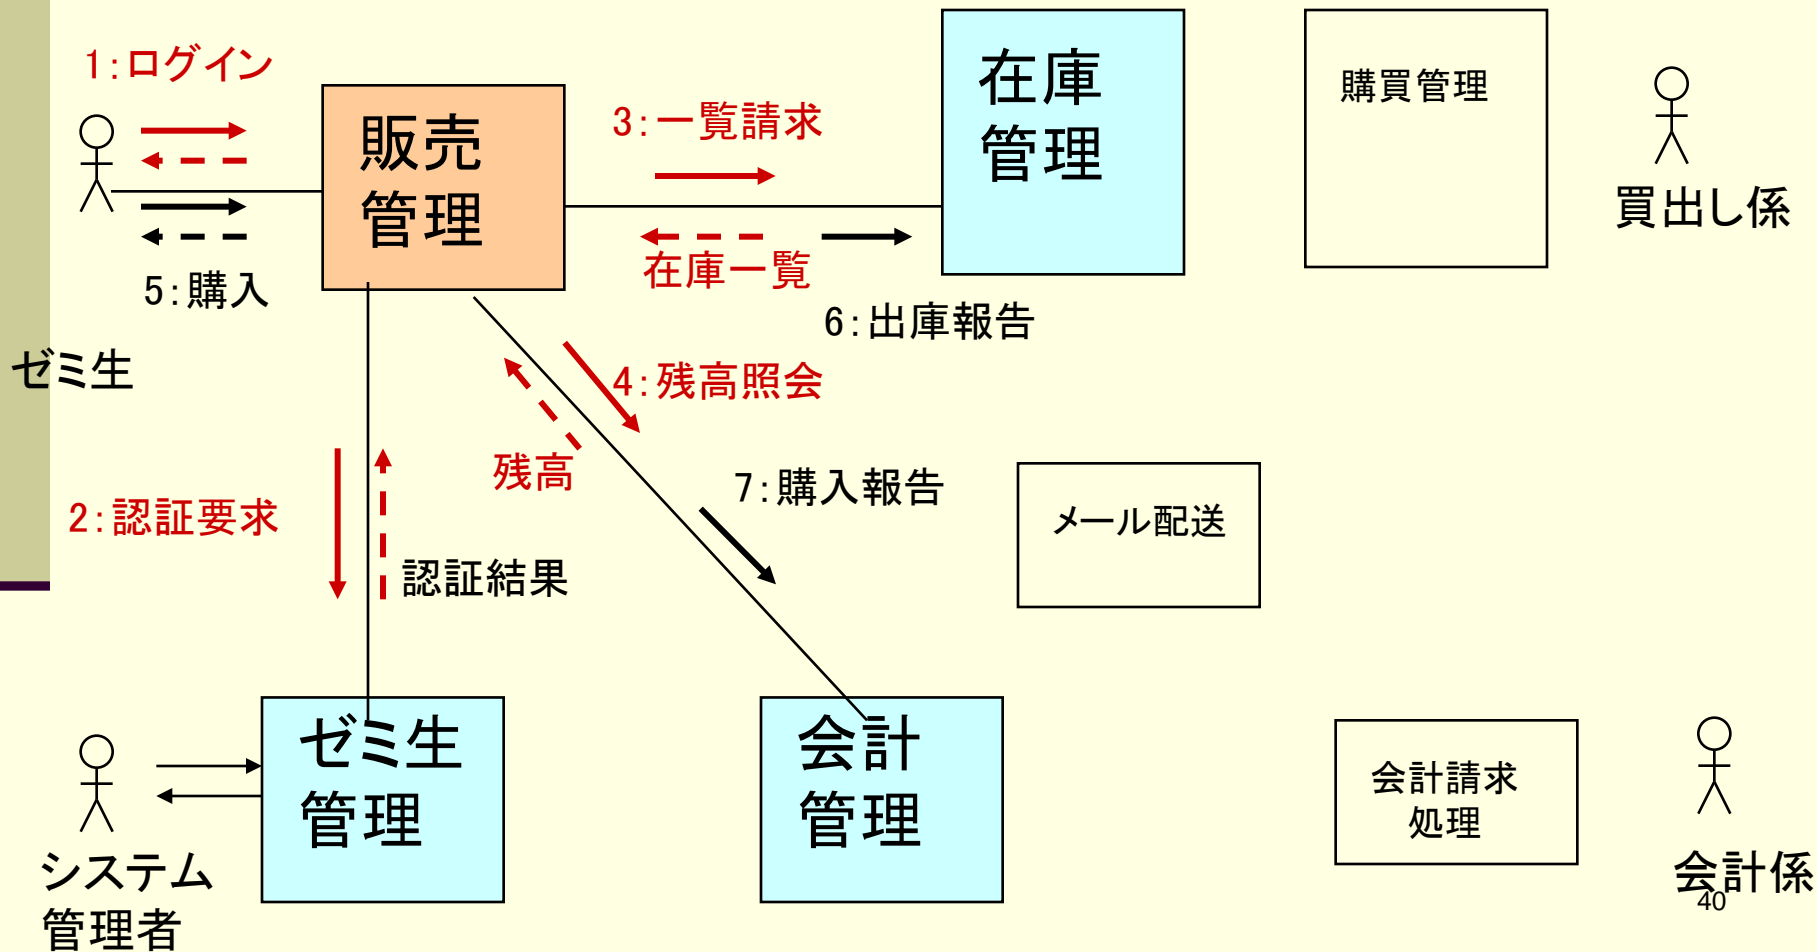 1:ログイン
販売
管理
3:一覧請求
在庫
管理
購買管理
買出し係
5:購入
在庫一覧
6:出庫報告
ゼミ生
4:残高照会
残高
7:購入報告
2:認証要求
認証結果
メール配送
ゼミ生
管理
会計
管理
会計請求
処理
システム
管理者
会計係
40